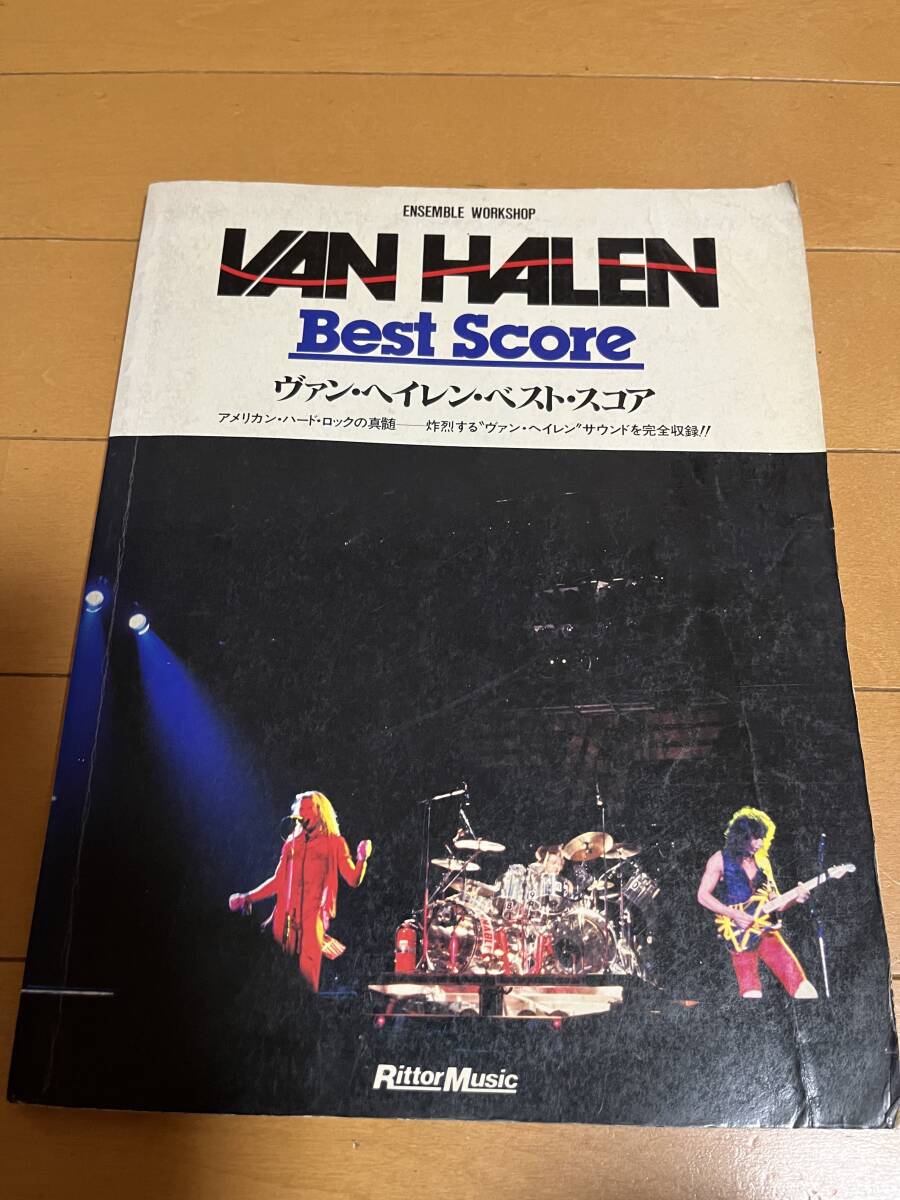 ENSEMBLE WORKSHOP
VAN HALEN
Best Score
ヴァン・ヘイレン・ベスト・スコア
アメリカン・ハード・ロックの真髄――炸烈する“ヴァン・ヘイレン”サウンドを完全収録!!
RittorMusic